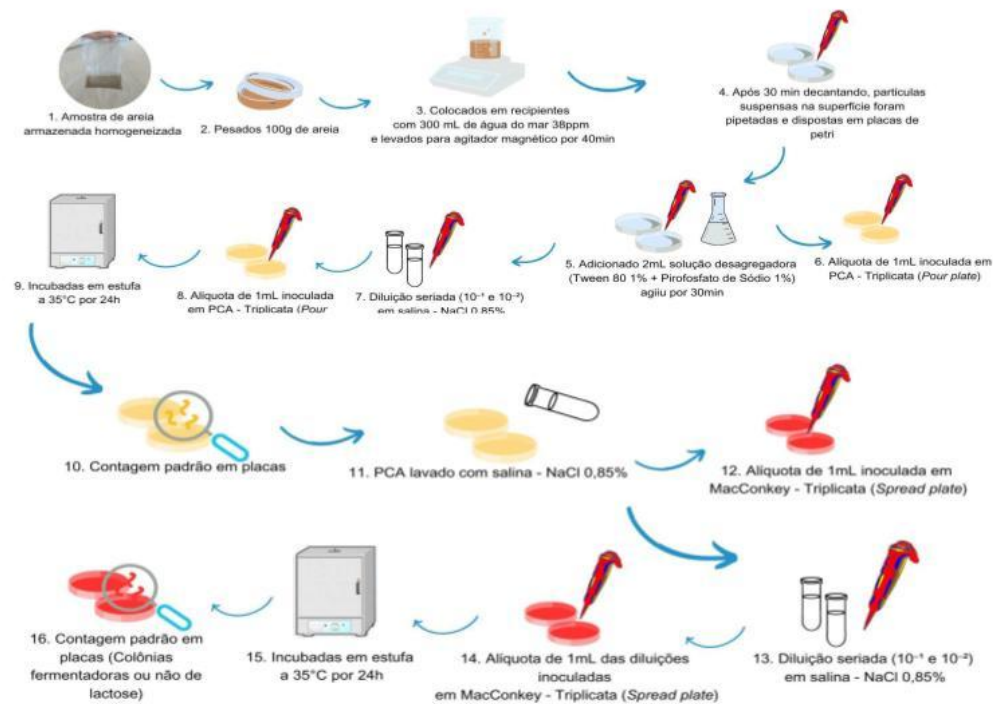 1. Amostra de areia
armazenada homogeneizada
2. Pesados 100g de areia
3. Colocados em recipientes
com 300 mL de água do mar 38ppm
e levados para agitador magnético por 40min
4. Após 30 min decantando, partículas
suspensas na superfície foram
pipetadas e dispostas em placas de
petri
5. Adicionado 2mL solução desagregadora
(Tween 80 1% + Pirofosfato de Sódio 1%)
agiiu por 30min
6. Alíquota de 1mL inoculada em
PCA - Triplicata (Pour plate)
7. Diluição seriada (10⁻¹ e 10⁻²)
em salina - NaCl 0,85%
8. Alíquota de 1mL inoculada
em PCA - Triplicata (Pour
9. Incubadas em estufa
a 35°C por 24h
10. Contagem padrão em placas
11. PCA lavado com salina - NaCl 0,85%
12. Alíquota de 1mL inoculada em
MacConkey - Triplicata (Spread plate)
13. Diluição seriada (10⁻¹ e 10⁻²)
em salina - NaCl 0,85%
14. Alíquota de 1mL das diluições
inoculadas
em MacConkey - Triplicata (Spread plate)
15. Incubadas em estufa
a 35°C por 24h
16. Contagem padrão em
placas (Colônias
fermentadoras ou não de
lactose)